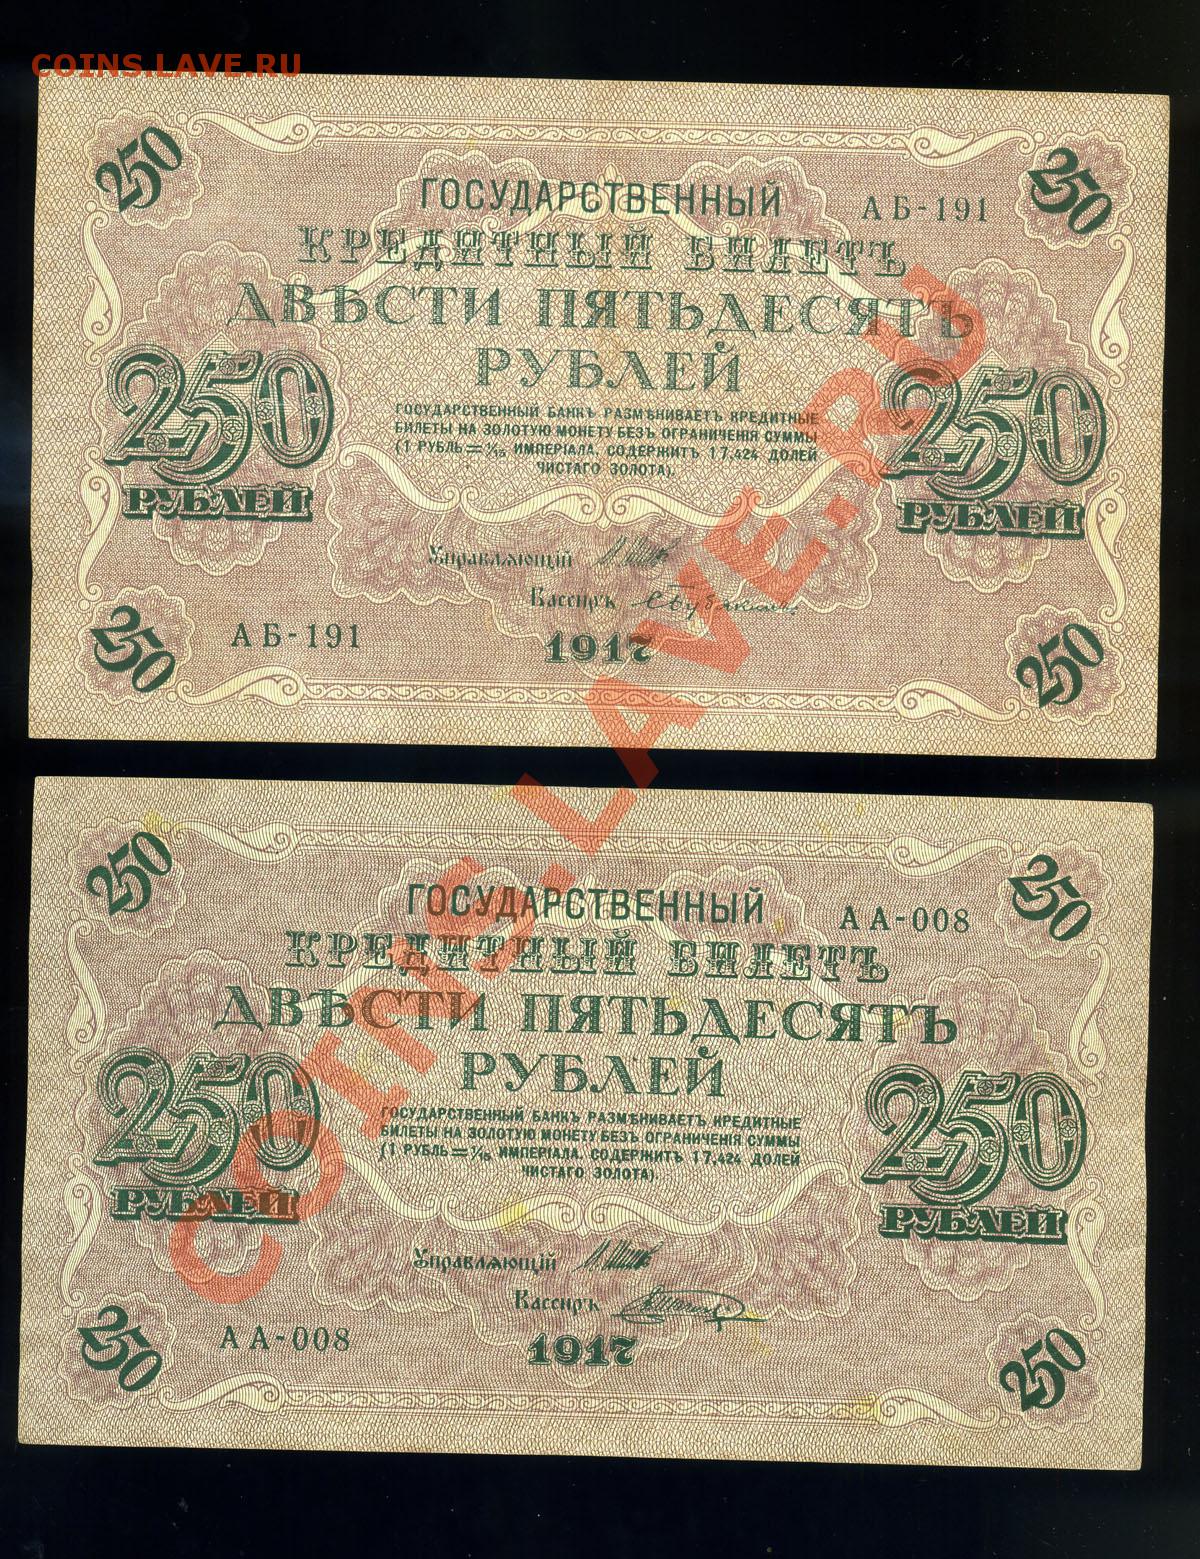 COINS.LAVE.RU
250
250
ГОСУДАРСТВЕННЫЙ
АБ-191
КРЕДИТНЫЙ БИЛЕТЪ
ДВѢСТИ ПЯТЬДЕСЯТЪ
РУБЛЕЙ
250
РУБЛЕЙ
250
РУБЛЕЙ
ГОСУДАРСТВЕННЫЙ БАНКЪ РАЗМѢНИВАЕТЪ КРЕДИТНЫЕ
БИЛЕТЫ НА ЗОЛОТУЮ МОНЕТУ БЕЗЪ ОГРАНИЧЕНІЯ СУММЫ
(1 РУБЛЬ = 1/15 ИМПЕРІАЛА, СОДЕРЖИТЪ 17,424 ДОЛЕЙ
ЧИСТАГО ЗОЛОТА).
Управляющій
Кассиръ
250
АБ-191
1917
250
250
250
ГОСУДАРСТВЕННЫЙ
АА-008
КРЕДИТНЫЙ БИЛЕТЪ
ДВѢСТИ ПЯТЬДЕСЯТЪ
РУБЛЕЙ
250
РУБЛЕЙ
250
РУБЛЕЙ
ГОСУДАРСТВЕННЫЙ БАНКЪ РАЗМѢНИВАЕТЪ КРЕДИТНЫЕ
БИЛЕТЫ НА ЗОЛОТУЮ МОНЕТУ БЕЗЪ ОГРАНИЧЕНІЯ СУММЫ
(1 РУБЛЬ = 1/15 ИМПЕРІАЛА, СОДЕРЖИТЪ 17,424 ДОЛЕЙ
ЧИСТАГО ЗОЛОТА).
Управляющій
Кассиръ
250
АА-008
1917
250
COINS.LAVE.RU